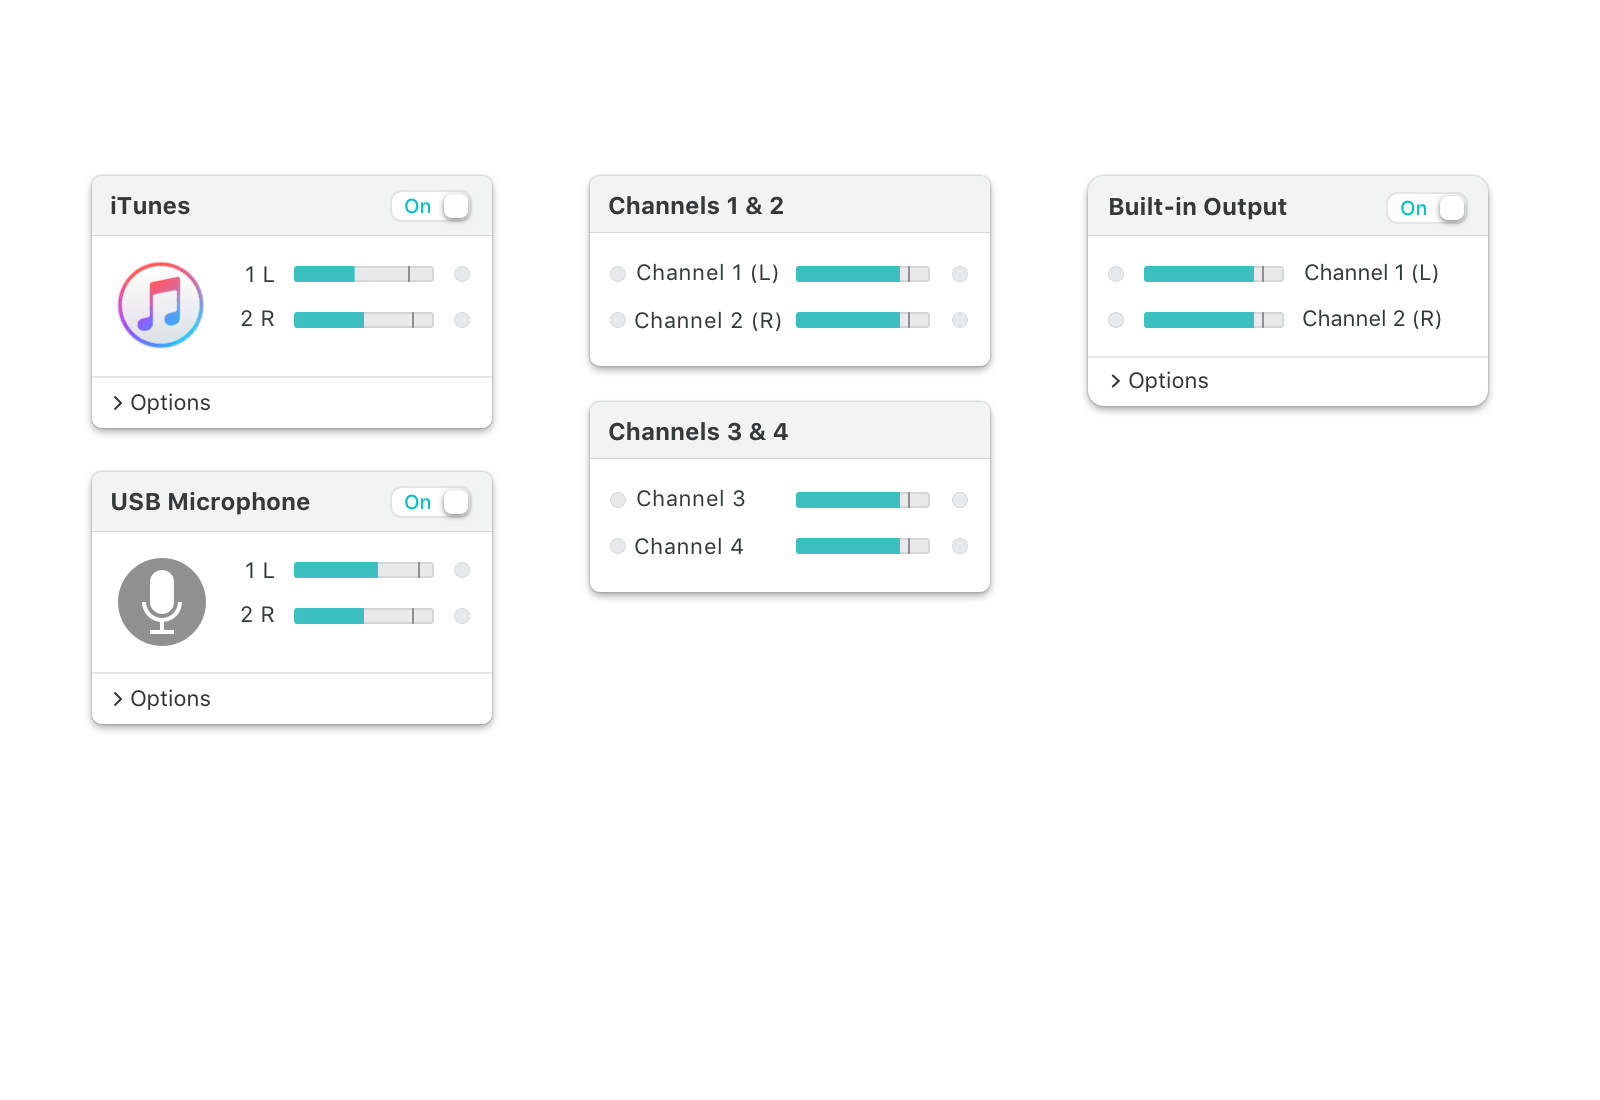 iTunes
On
1 L
2 R
Options
USB Microphone
On
1 L
2 R
Options
Channels 1 & 2
Channel 1 (L)
Channel 2 (R)
Channels 3 & 4
Channel 3
Channel 4
Built-in Output
On
Channel 1 (L)
Channel 2 (R)
Options